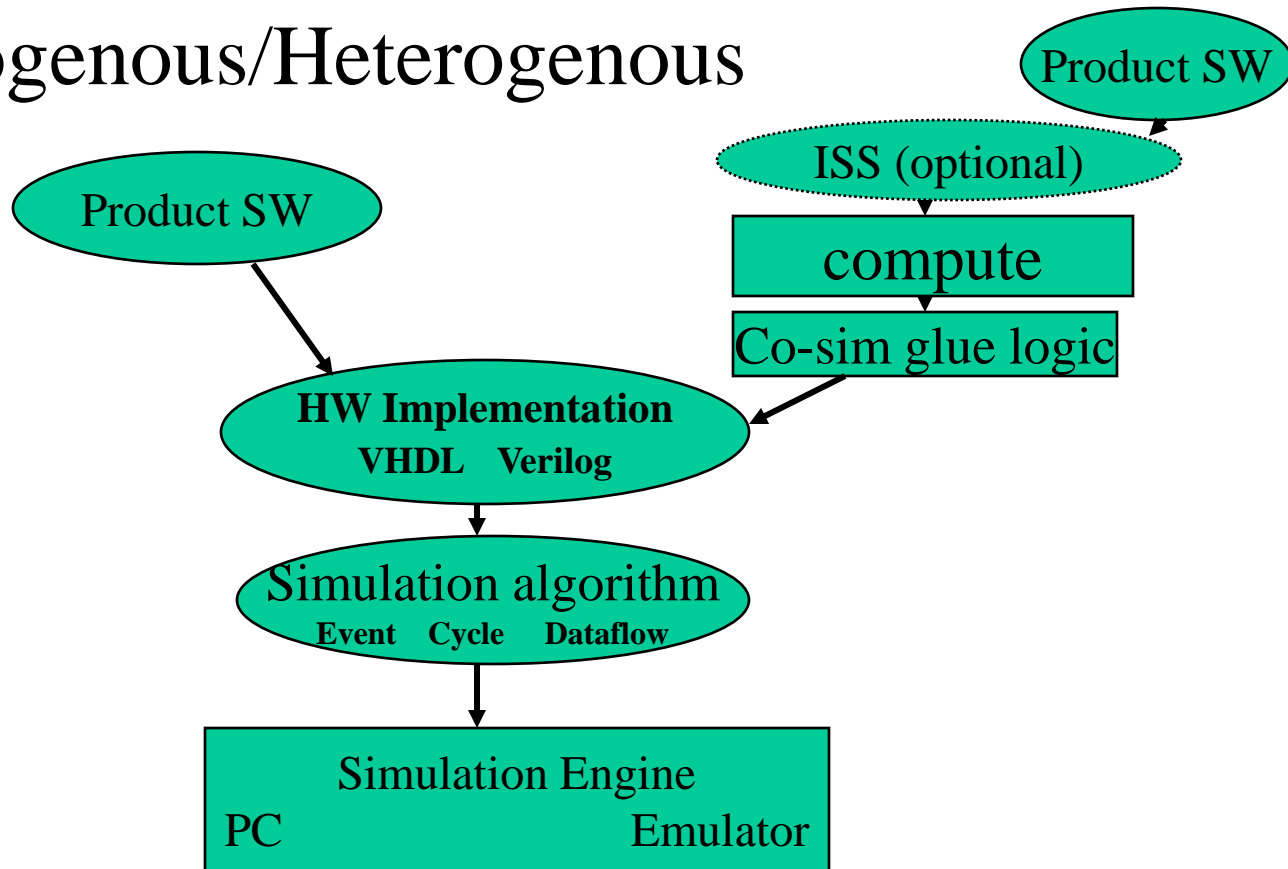 ogenous/Heterogenous
Product SW
ISS (optional)
Product SW
compute
Co-sim glue logic
HW Implementation
VHDL Verilog
Simulation algorithm
Event Cycle Dataflow
Simulation Engine
PC Emulator